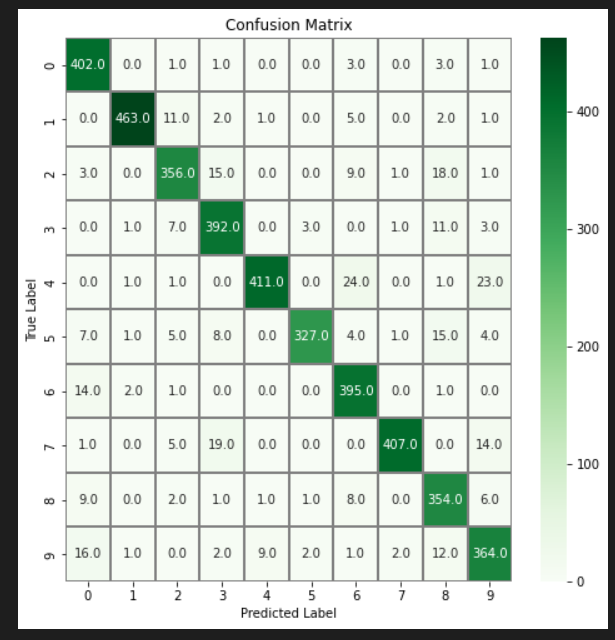 Confusion Matrix
0 402.0 0.0 1.0 1.0 0.0 0.0 3.0 0.0 3.0 1.0
1 0.0 463.0 11.0 2.0 1.0 0.0 5.0 0.0 2.0 1.0
2 3.0 0.0 356.0 15.0 0.0 0.0 9.0 1.0 18.0 1.0
3 0.0 1.0 7.0 392.0 0.0 3.0 0.0 1.0 11.0 3.0
4 0.0 1.0 1.0 0.0 411.0 0.0 24.0 0.0 1.0 23.0
5 7.0 1.0 5.0 8.0 0.0 327.0 4.0 1.0 15.0 4.0
6 14.0 2.0 1.0 0.0 0.0 0.0 395.0 0.0 1.0 0.0
7 1.0 0.0 5.0 19.0 0.0 0.0 0.0 407.0 0.0 14.0
8 9.0 0.0 2.0 1.0 1.0 1.0 8.0 0.0 354.0 6.0
9 16.0 1.0 0.0 2.0 9.0 2.0 1.0 2.0 12.0 364.0
0 1 2 3 4 5 6 7 8 9
Predicted Label
True Label
400
300
200
100
0